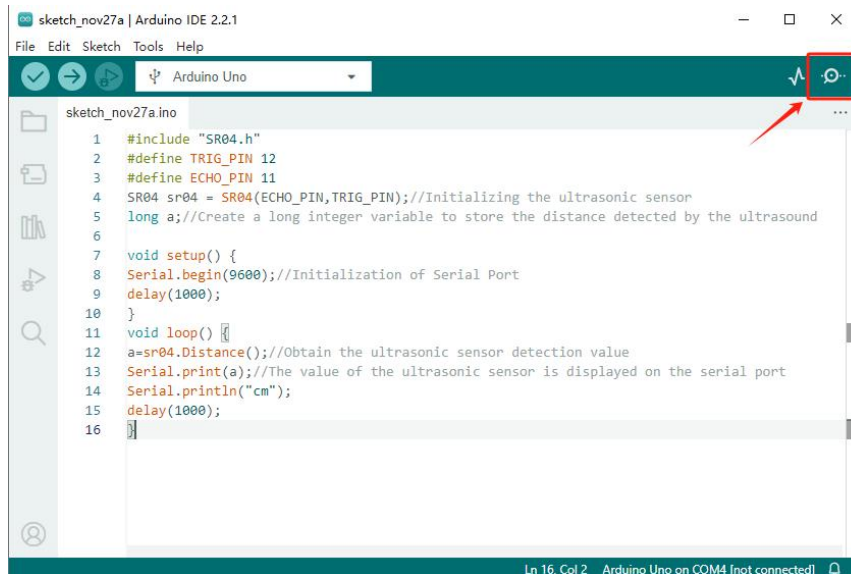 sketch_nov27a | Arduino IDE 2.2.1
File Edit Sketch Tools Help
Arduino Uno
sketch_nov27a.ino
1 #include "SR04.h"
2 #define TRIG_PIN 12
3 #define ECHO_PIN 11
4 SR04 sr04 = SR04(ECHO_PIN,TRIG_PIN);//Initializing the ultrasonic sensor
5 long a;//Create a long integer variable to store the distance detected by the ultrasound
6
7 void setup() {
8 Serial.begin(9600);//Initialization of Serial Port
9 delay(1000);
10 }
11 void loop() {
12 a=sr04.Distance();//Obtain the ultrasonic sensor detection value
13 Serial.print(a);//The value of the ultrasonic sensor is displayed on the serial port
14 Serial.println("cm");
15 delay(1000);
16 }
Ln 16, Col 2 Arduino Uno on COM4 [not connected]